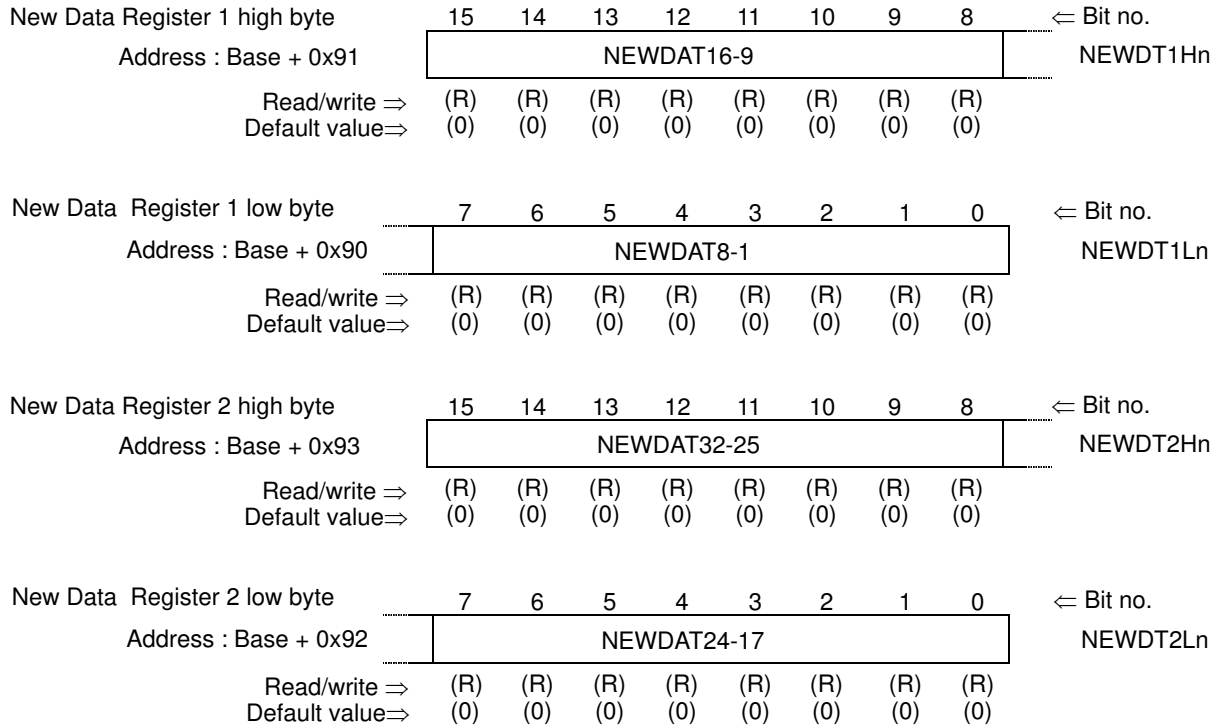 New Data Register 1 high byte 15 14 13 12 11 10 9 8 ⇐ Bit no.
Address : Base + 0x91 NEWDAT16-9 NEWDT1Hn
Read/write ⇒ (R) (R) (R) (R) (R) (R) (R) (R)
Default value⇒ (0) (0) (0) (0) (0) (0) (0) (0)
New Data Register 1 low byte 7 6 5 4 3 2 1 0 ⇐ Bit no.
Address : Base + 0x90 NEWDAT8-1 NEWDT1Ln
Read/write ⇒ (R) (R) (R) (R) (R) (R) (R) (R)
Default value⇒ (0) (0) (0) (0) (0) (0) (0) (0)
New Data Register 2 high byte 15 14 13 12 11 10 9 8 ⇐ Bit no.
Address : Base + 0x93 NEWDAT32-25 NEWDT2Hn
Read/write ⇒ (R) (R) (R) (R) (R) (R) (R) (R)
Default value⇒ (0) (0) (0) (0) (0) (0) (0) (0)
New Data Register 2 low byte 7 6 5 4 3 2 1 0 ⇐ Bit no.
Address : Base + 0x92 NEWDAT24-17 NEWDT2Ln
Read/write ⇒ (R) (R) (R) (R) (R) (R) (R) (R)
Default value⇒ (0) (0) (0) (0) (0) (0) (0) (0)